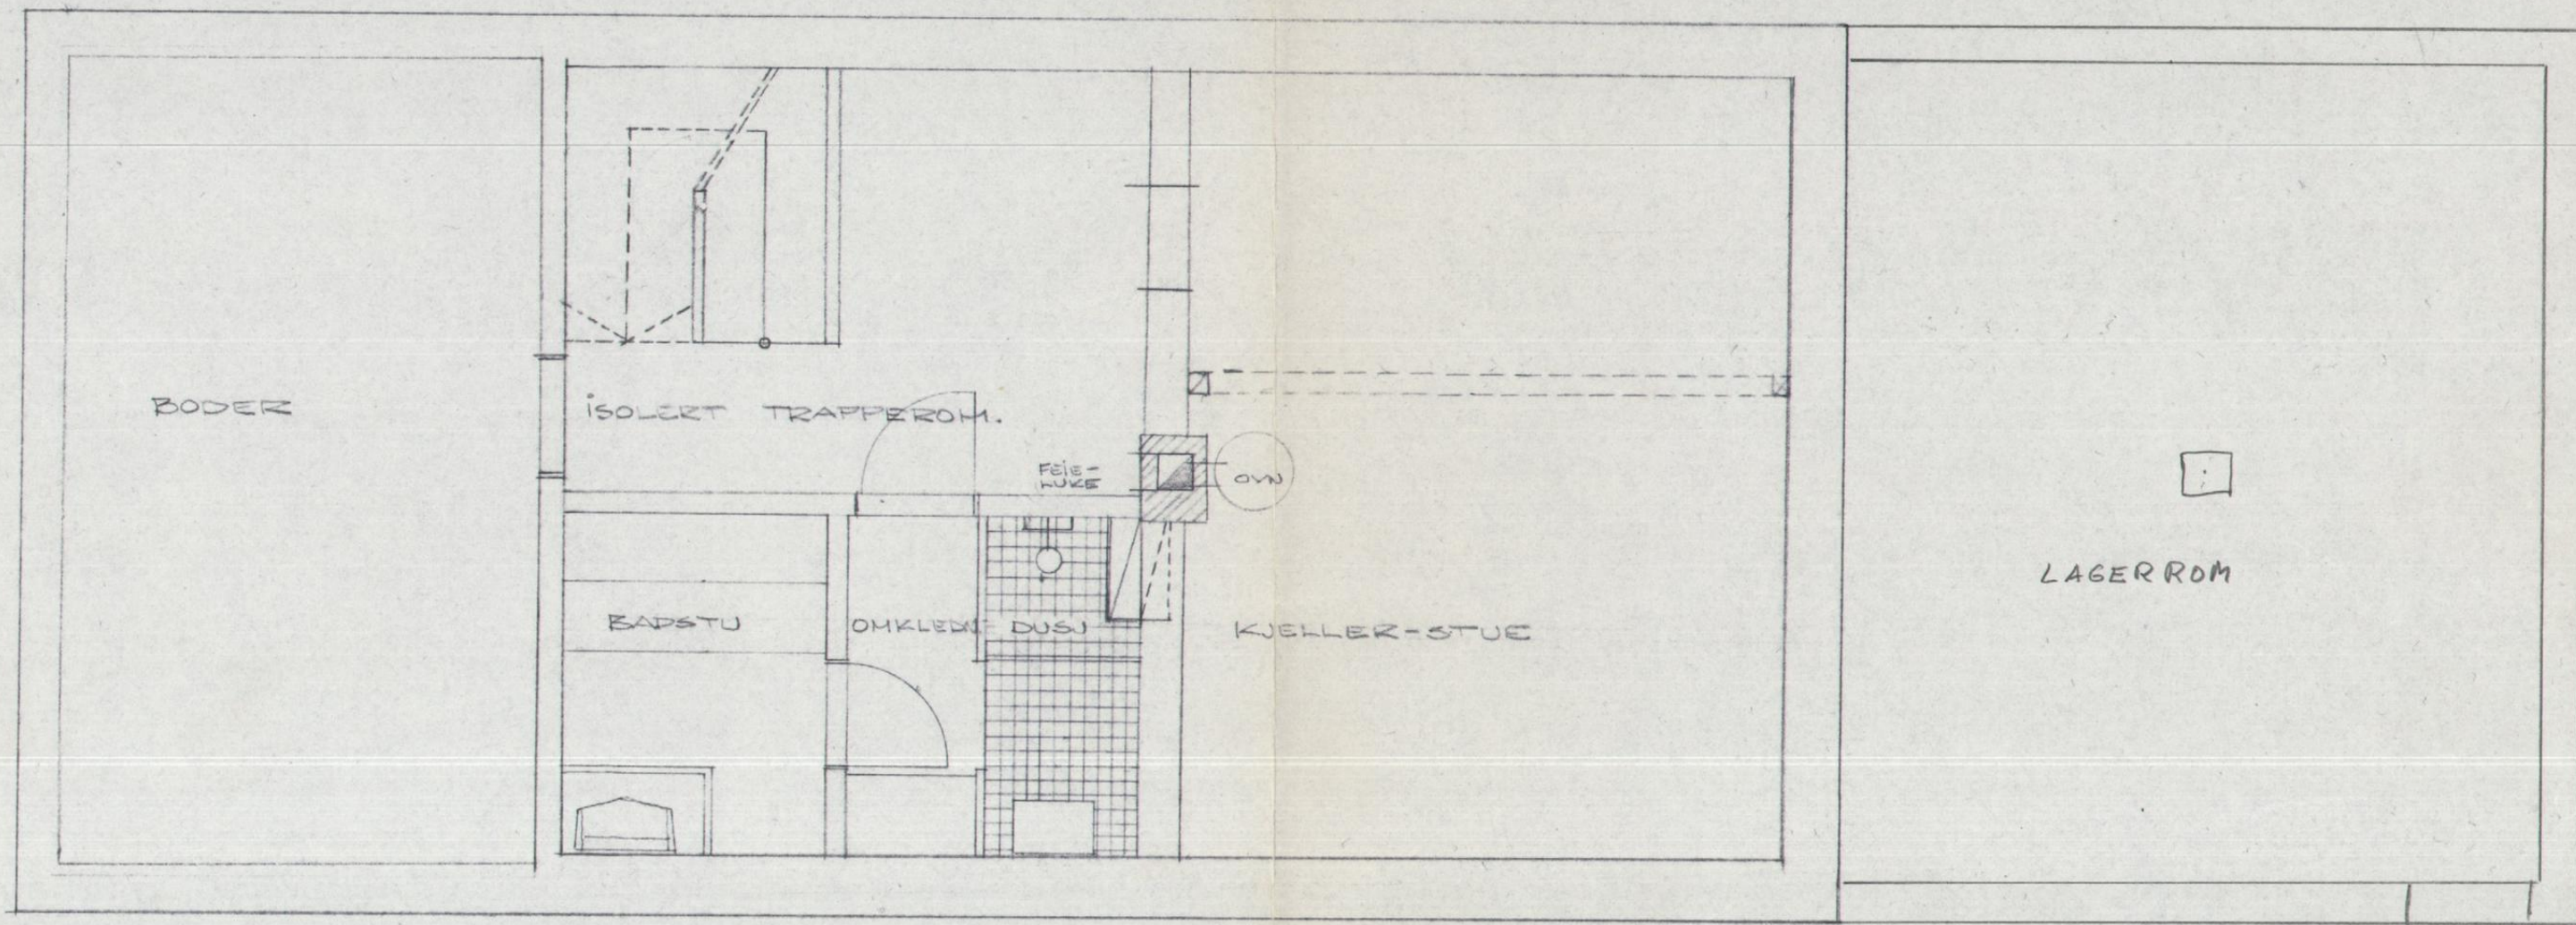 BODER
ISOLERT TRAPPEROM.
FEIE-
LUKE
OVN
LAGERROM
BADSTU
OMKLEDN- DUSJ
KJELLER-STUE